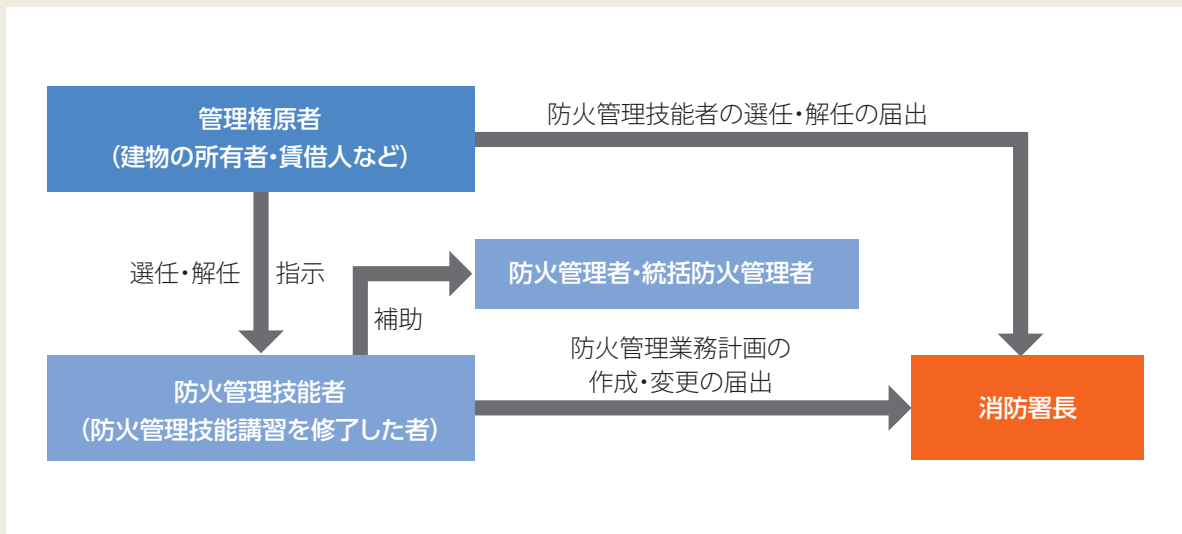 管理権原者
（建物の所有者・賃借人など）
防火管理技能者の選任・解任の届出
選任・解任
指示
防火管理者・統括防火管理者
補助
防火管理業務計画の
作成・変更の届出
防火管理技能者
（防火管理技能講習を修了した者）
消防署長